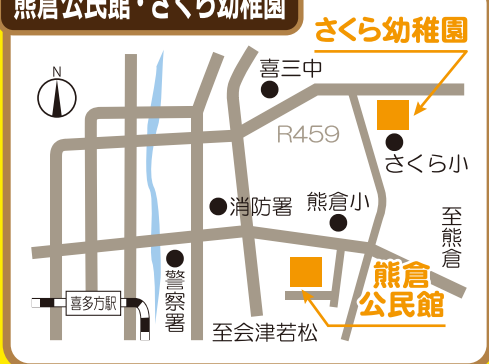 熊倉公民館・さくら幼稚園
さくら幼稚園
N
喜三中
R459
さくら小
消防署
熊倉小
至熊倉
警察署
熊倉
公民館
喜多方駅
至会津若松